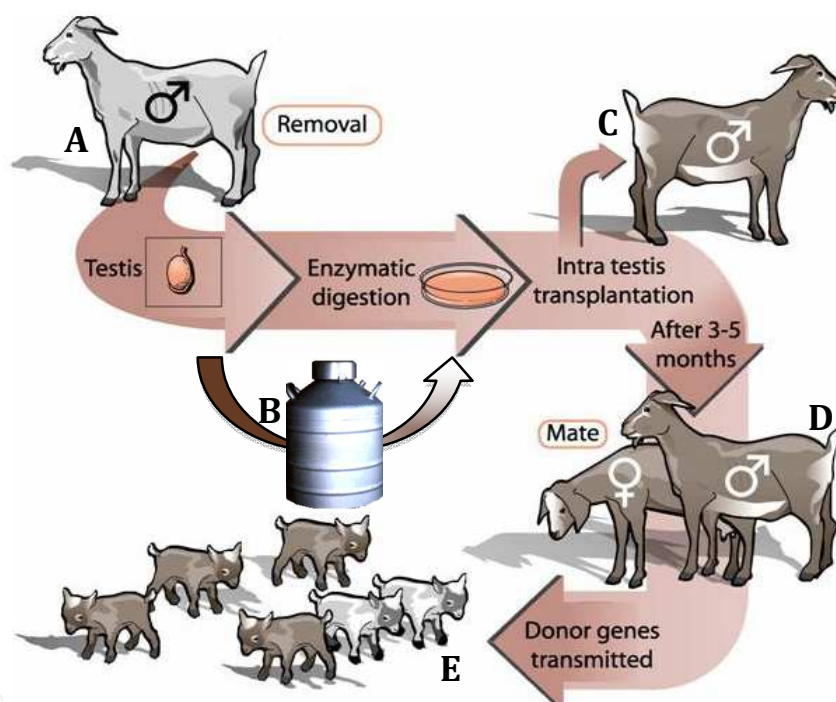 A
Removal
C
Testis
Enzymatic
digestion
Intra testis
transplantation
After 3-5
months
B
D
Mate
E
Donor genes
transmitted